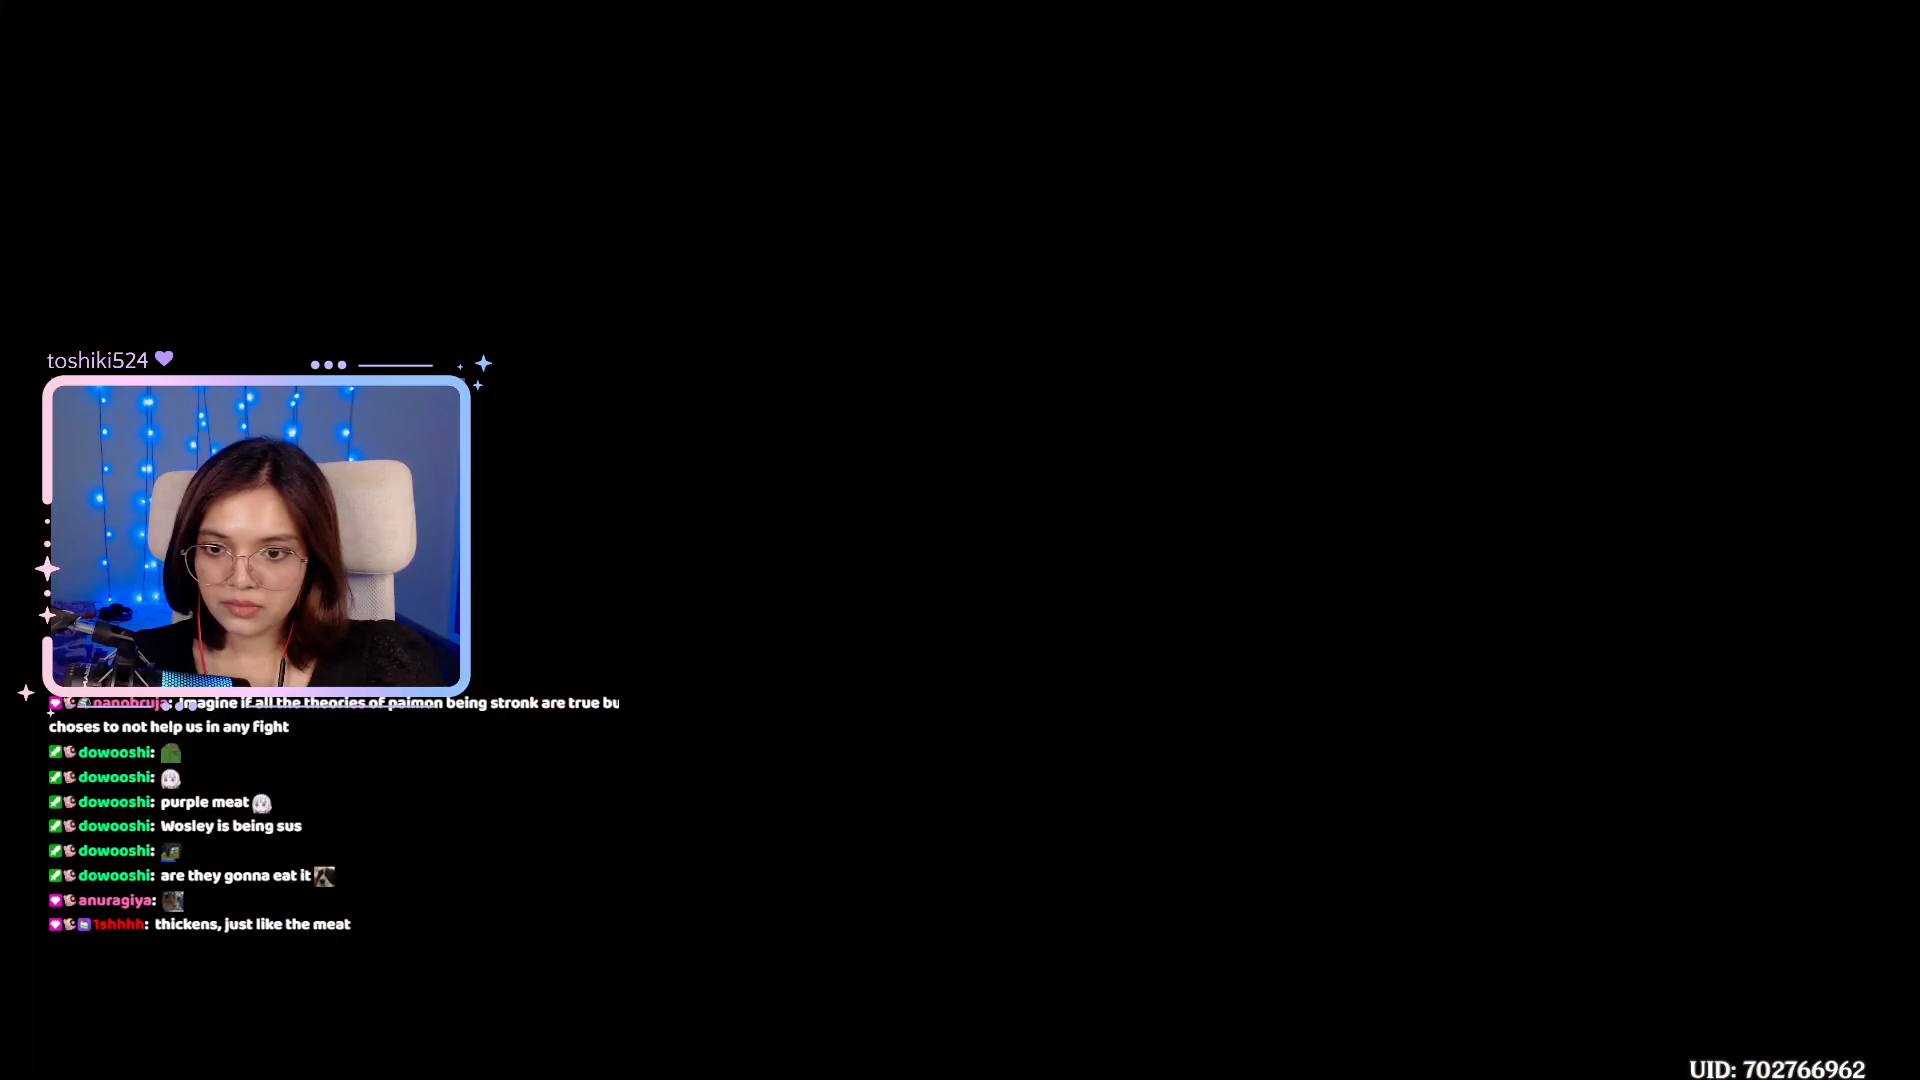 toshiki524
nanobruja: Imagine if all the theories of paimon being stronk are true bu
choses to not help us in any fight
dowooshi:
dowooshi:
dowooshi: purple meat
dowooshi: Wosley is being sus
dowooshi:
dowooshi: are they gonna eat it
anuragiya:
1shhhh: thickens, just like the meat
UID: 702766962